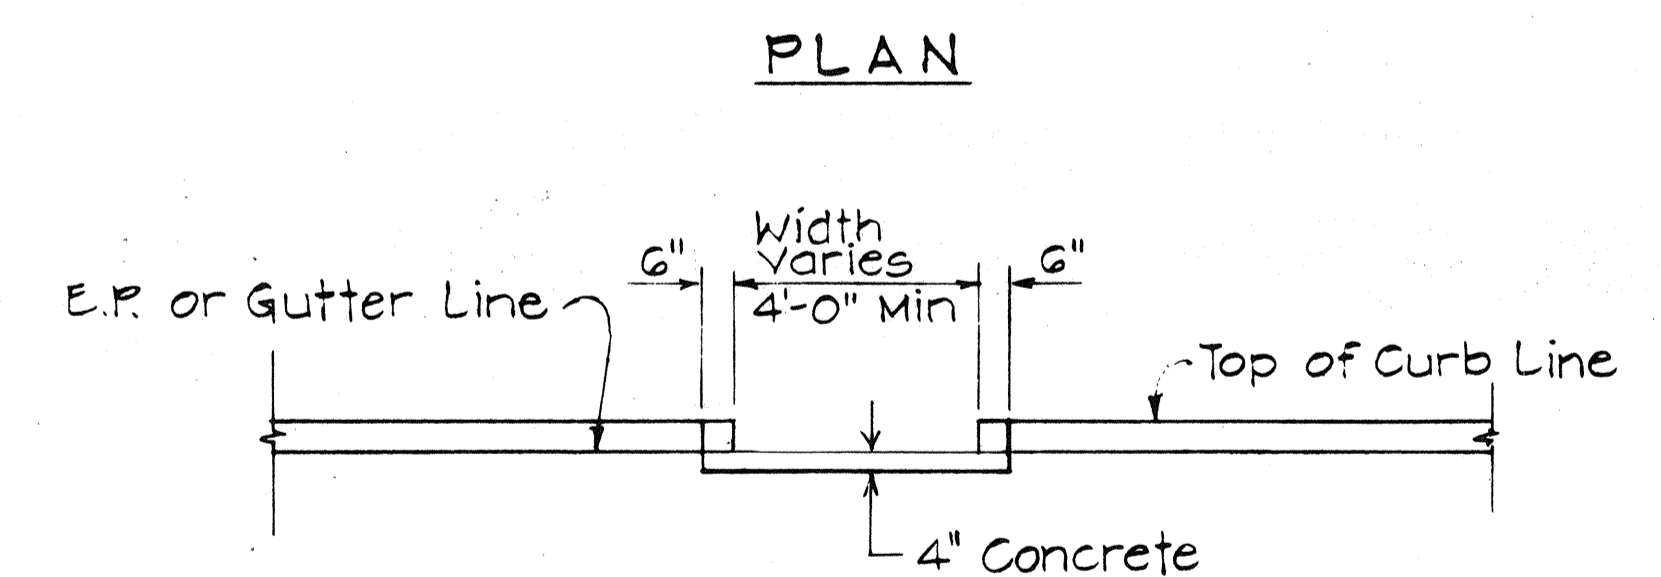 PLAN
Width
Varies
6"
6"
4'-0" Min
E.P. or Gutter Line
Top of Curb Line
4" Concrete